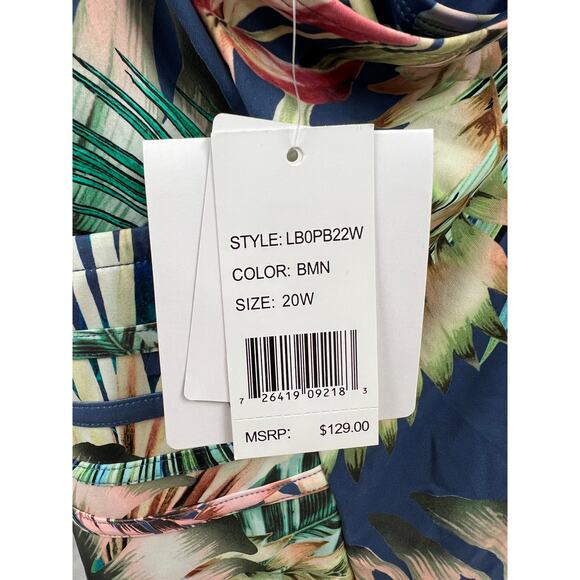 STYLE: LB0PB22W
COLOR: BMN
SIZE: 20W
7 26419 09218 3
MSRP: $129.00